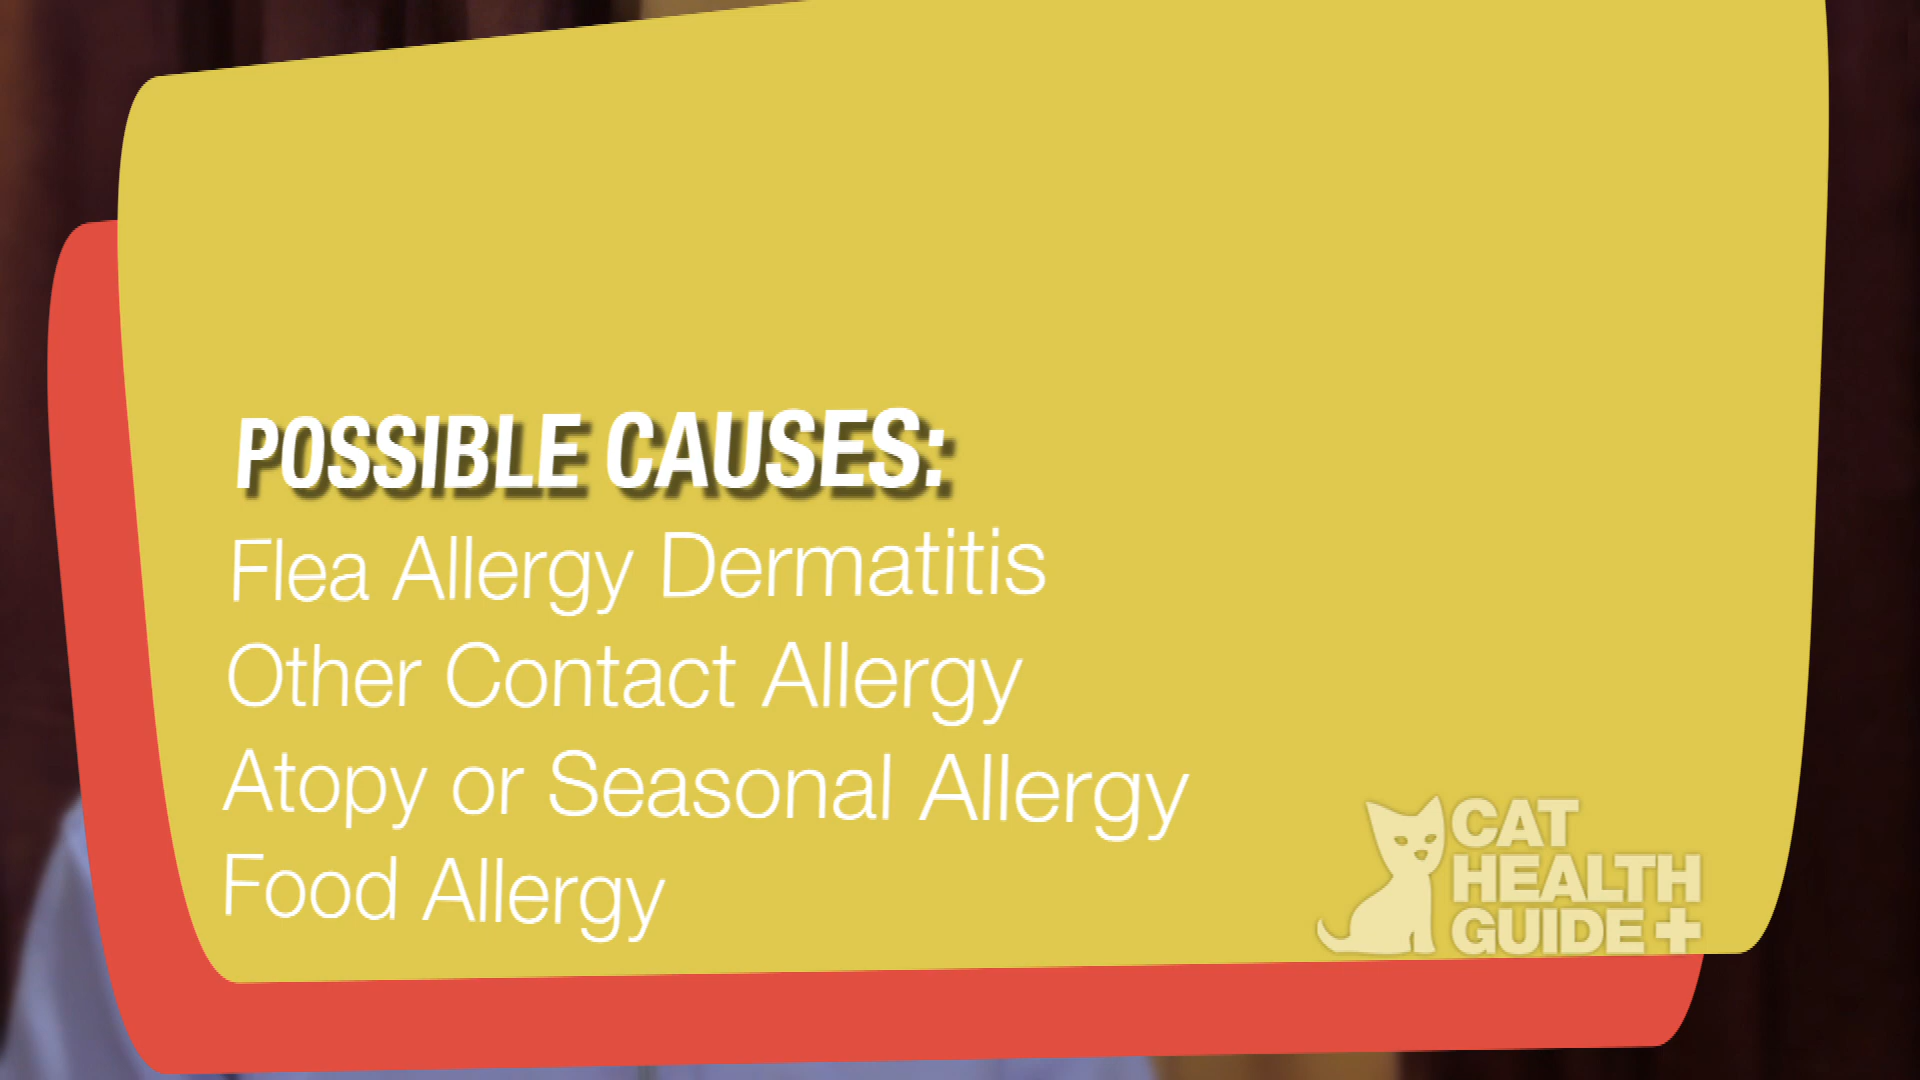 POSSIBLE CAUSES:
Flea Allergy Dermatitis
Other Contact Allergy
Atopy or Seasonal Allergy
Food Allergy
CAT
HEALTH
GUIDE+